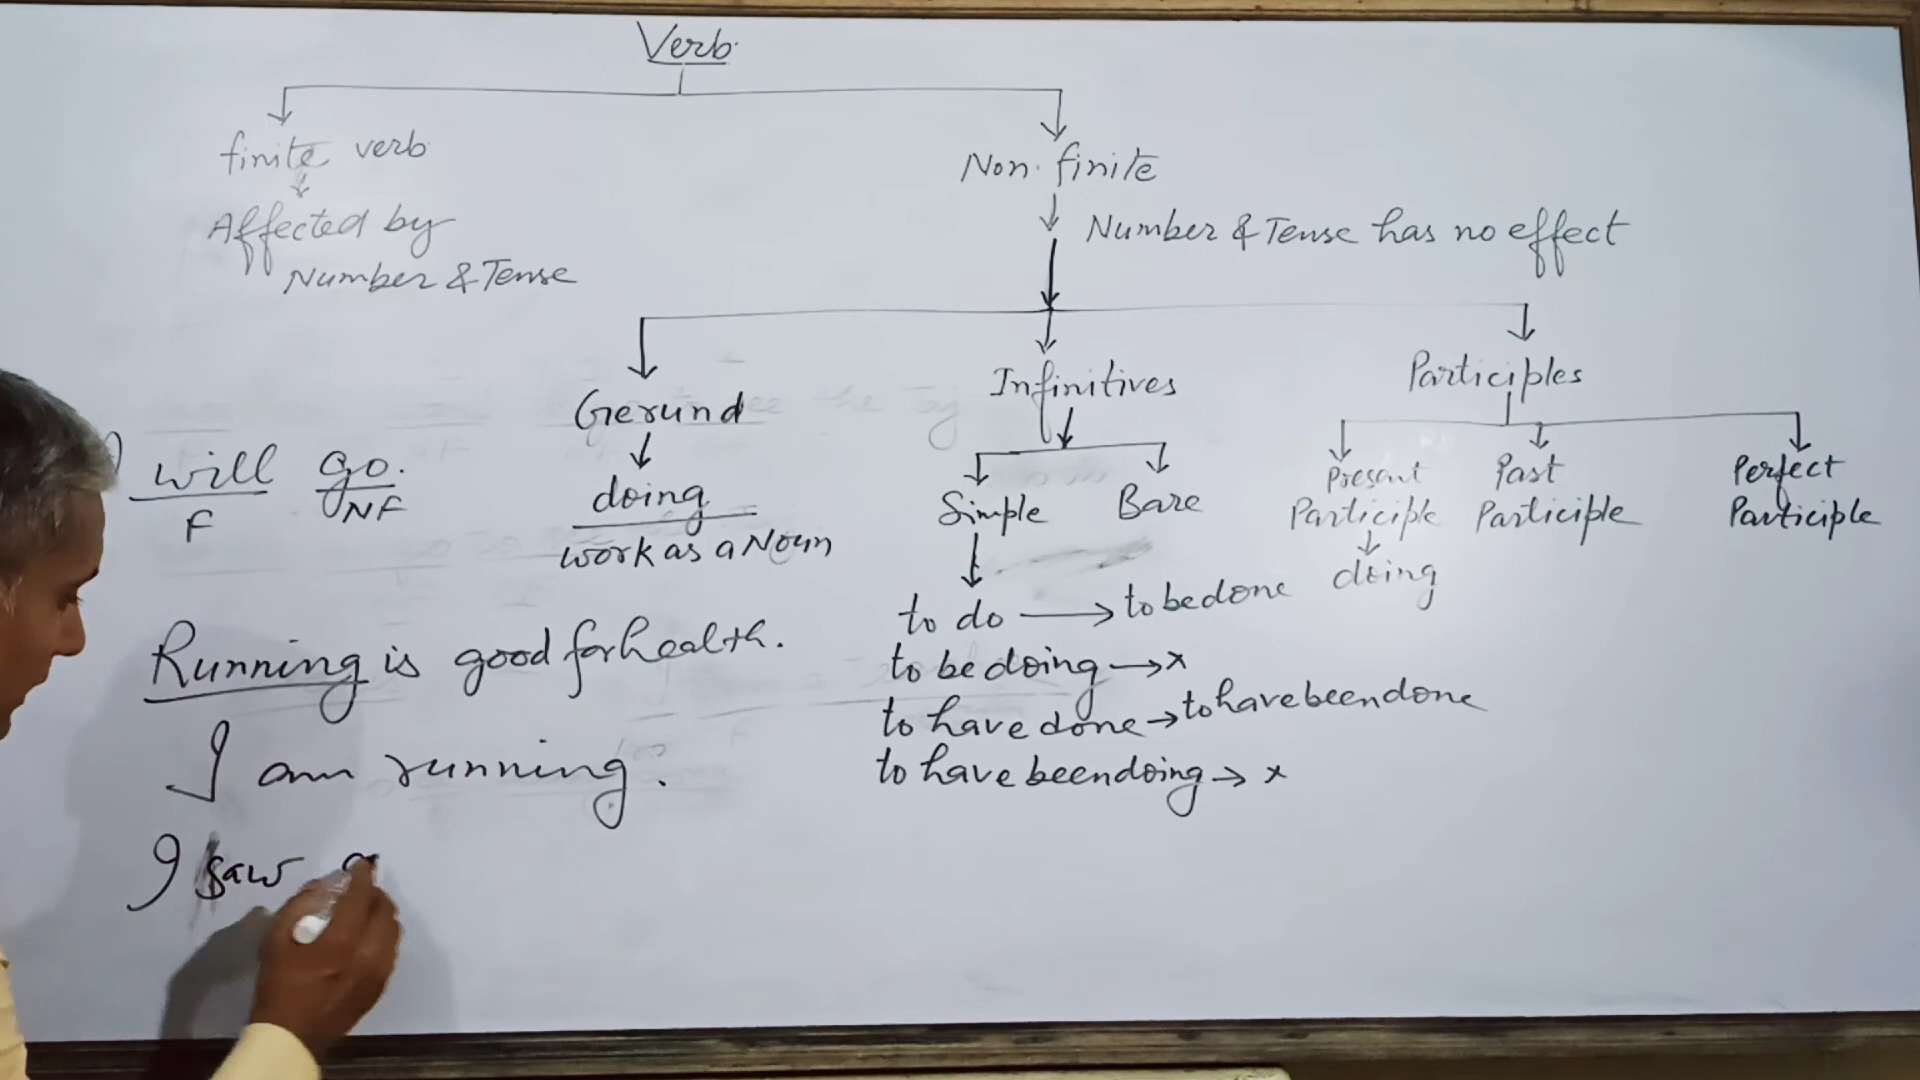 Verb
finite verb
Affected by
Number & Tense
Non finite
Number & Tense has no effect
Gerund
doing
work as a Noun
Infinitives
Simple
Bare
to do → to be done
to be doing → x
to have done → to have been done
to have been doing → x
Participles
Present
Participle
doing
Past
Participle
Perfect
Participle
will go.
F NF
Running is good for health.
I am running.
I saw a